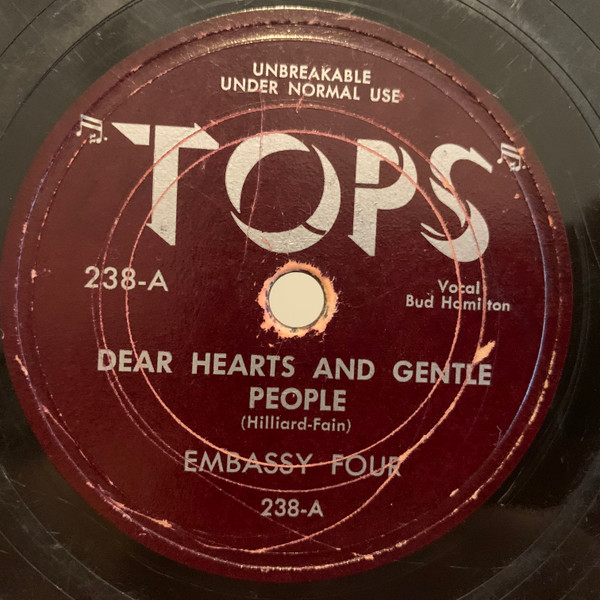 UNBREAKABLE
UNDER NORMAL USE
TOPS
238-A
Vocal
Bud Hamilton
DEAR HEARTS AND GENTLE
PEOPLE
(Hilliard-Fain)
EMBASSY FOUR
238-A